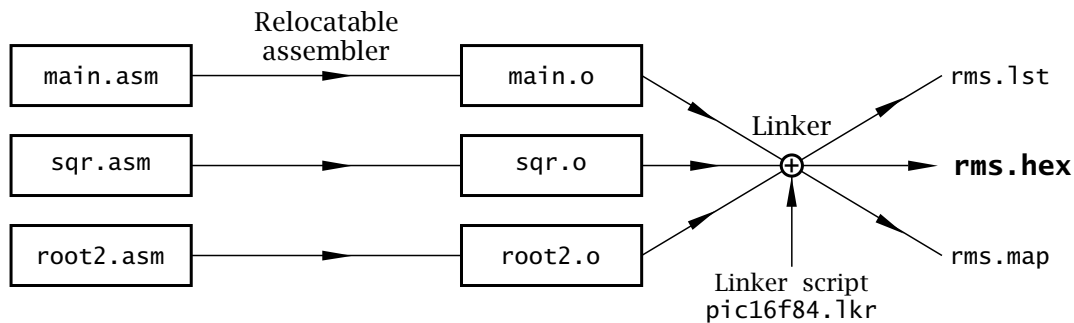 Relocatable
assembler
main.asm
main.o
rms.lst
Linker
sqr.asm
sqr.o
rms.hex
root2.asm
root2.o
rms.map
Linker script
pic16f84.lkr